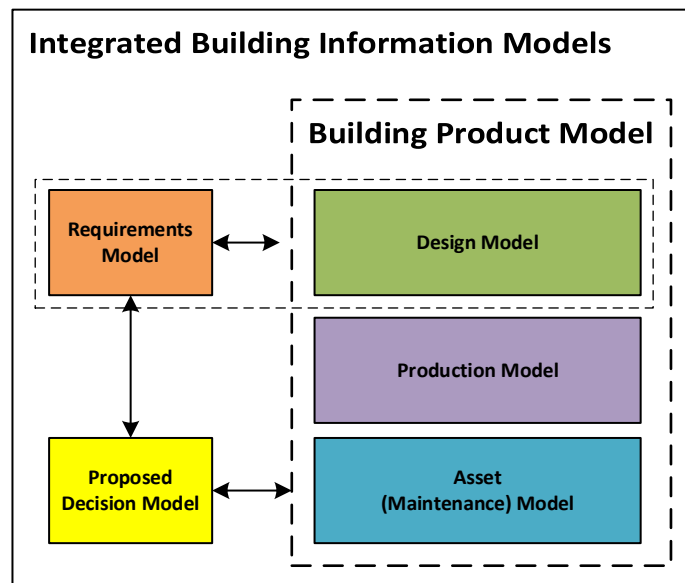 Integrated Building Information Models
Building Product Model
Requirements
Model
Design Model
Production Model
Proposed
Decision Model
Asset
(Maintenance) Model